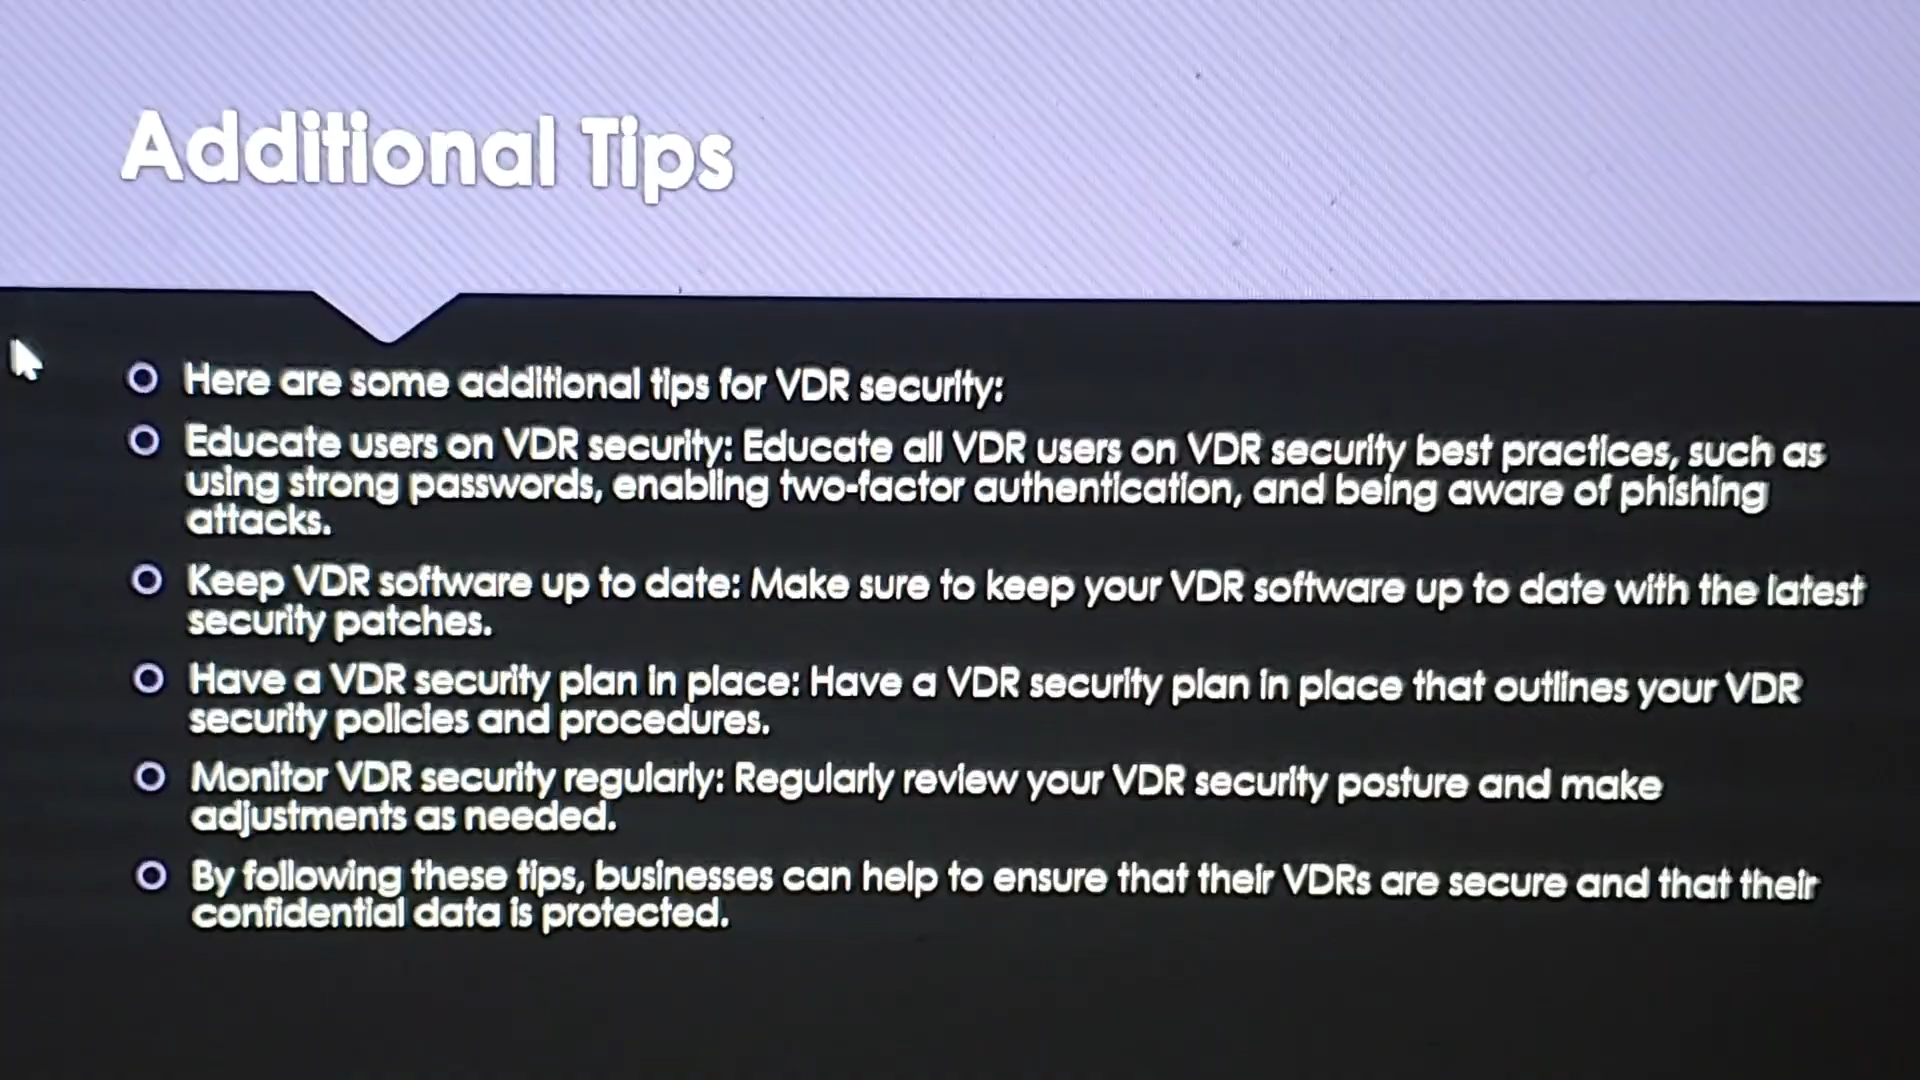 Additional Tips
Here are some additional tips for VDR security:
Educate users on VDR security: Educate all VDR users on VDR security best practices, such as
using strong passwords, enabling two-factor authentication, and being aware of phishing
attacks.
Keep VDR software up to date: Make sure to keep your VDR software up to date with the latest
security patches.
Have a VDR security plan in place: Have a VDR security plan in place that outlines your VDR
security policies and procedures.
Monitor VDR security regularly: Regularly review your VDR security posture and make
adjustments as needed.
By following these tips, businesses can help to ensure that their VDRs are secure and that their
confidential data is protected.